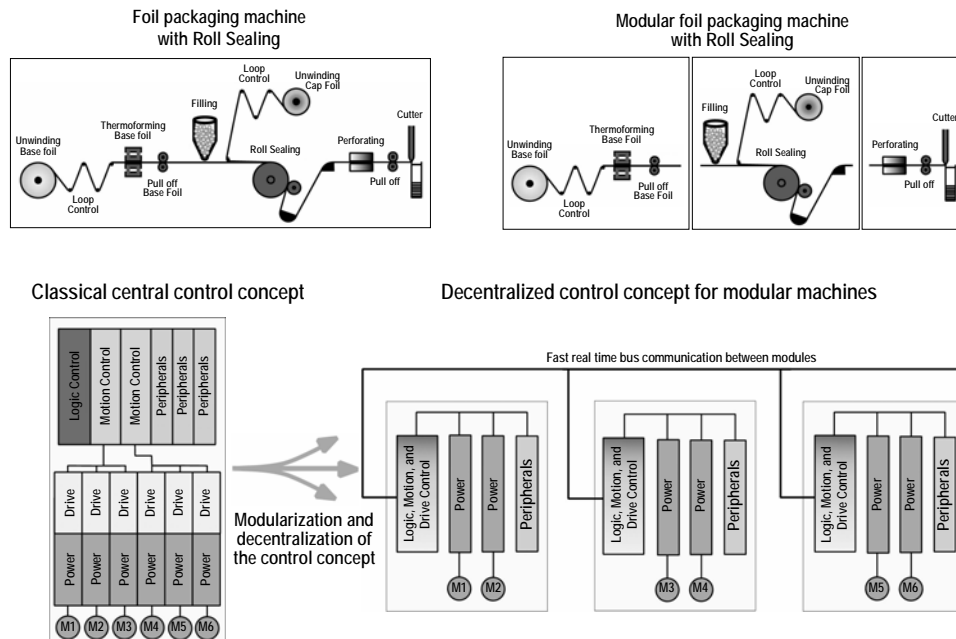 Foil packaging machine
with Roll Sealing
Loop
Control
Unwinding
Cap Foil
Filling
Cutter
Thermoforming
Base foil
Unwinding
Base foil
Perforating
Roll Sealing
Pull off
Base Foil
Pull off
Loop
Control
Modular foil packaging machine
with Roll Sealing
Thermoforming
Base foil
Unwinding
Base foil
Pull off
Base Foil
Loop
Control
Loop
Control
Unwinding
Cap Foil
Filling
Roll Sealing
Cutter
Perforating
Pull off
Classical central control concept
Logic Control
Motion Control
Motion Control
Peripherals
Peripherals
Peripherals
Drive
Drive
Drive
Drive
Drive
Drive
Power
Power
Power
Power
Power
Power
M1
M2
M3
M4
M5
M6
Modularization and
decentralization of
the control concept
Decentralized control concept for modular machines
Fast real time bus communication between modules
Logic, Motion, and
Drive Control
Power
Power
Peripherals
M1
M2
Logic, Motion, and
Drive Control
Power
Power
Peripherals
M3
M4
Logic, Motion, and
Drive Control
Power
Power
Peripherals
M5
M6